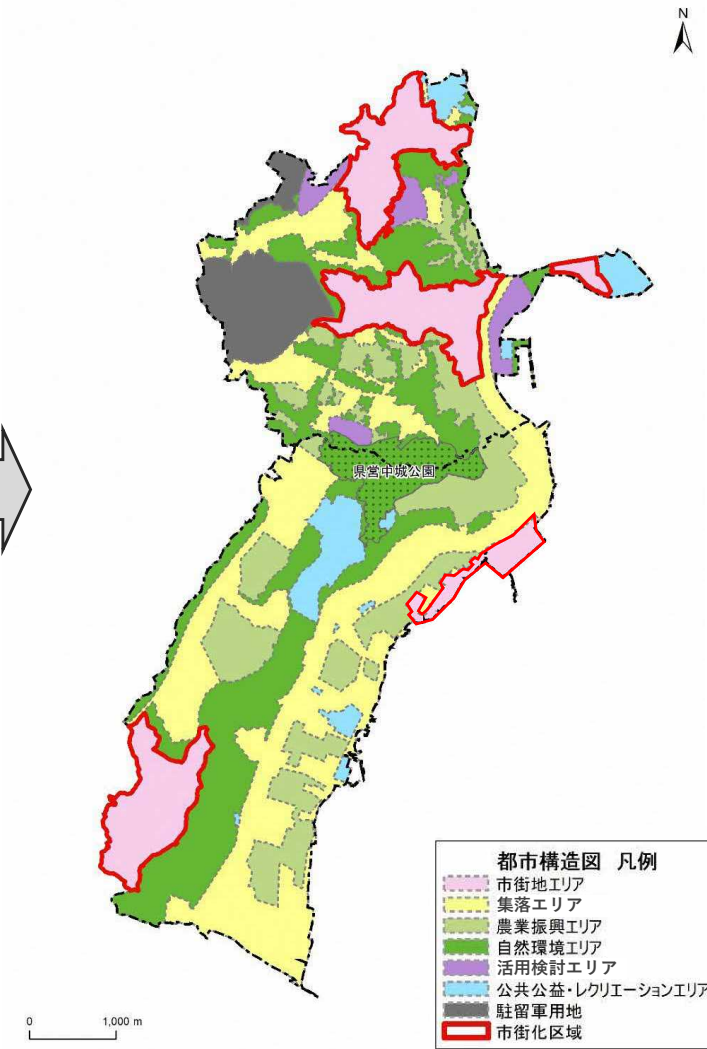 N
県営中城公園
都市構造図 凡例
市街地エリア
集落エリア
農業振興エリア
自然環境エリア
活用検討エリア
公共公益・レクリエーションエリア
駐留軍用地
市街化区域
0 1,000 m